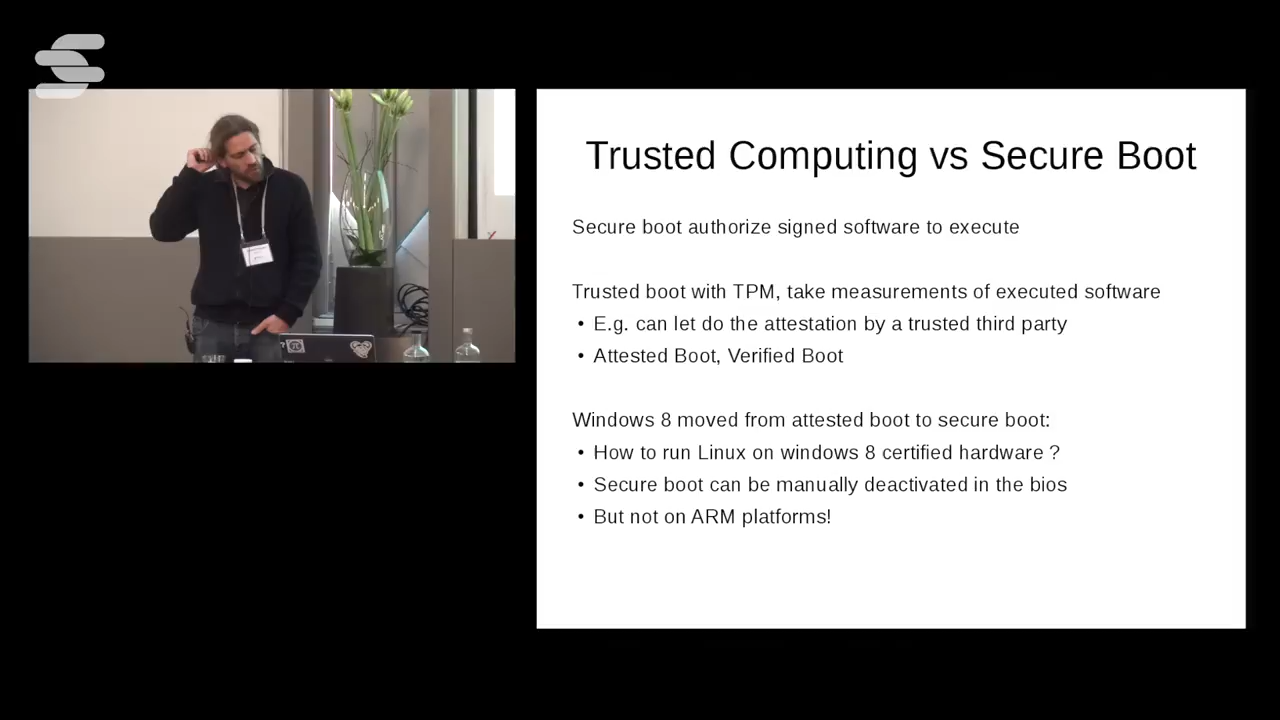 Trusted Computing vs Secure Boot
Secure boot authorize signed software to execute
Trusted boot with TPM, take measurements of executed software
• E.g. can let do the attestation by a trusted third party
• Attested Boot, Verified Boot
Windows 8 moved from attested boot to secure boot:
• How to run Linux on windows 8 certified hardware ?
• Secure boot can be manually deactivated in the bios
• But not on ARM platforms!